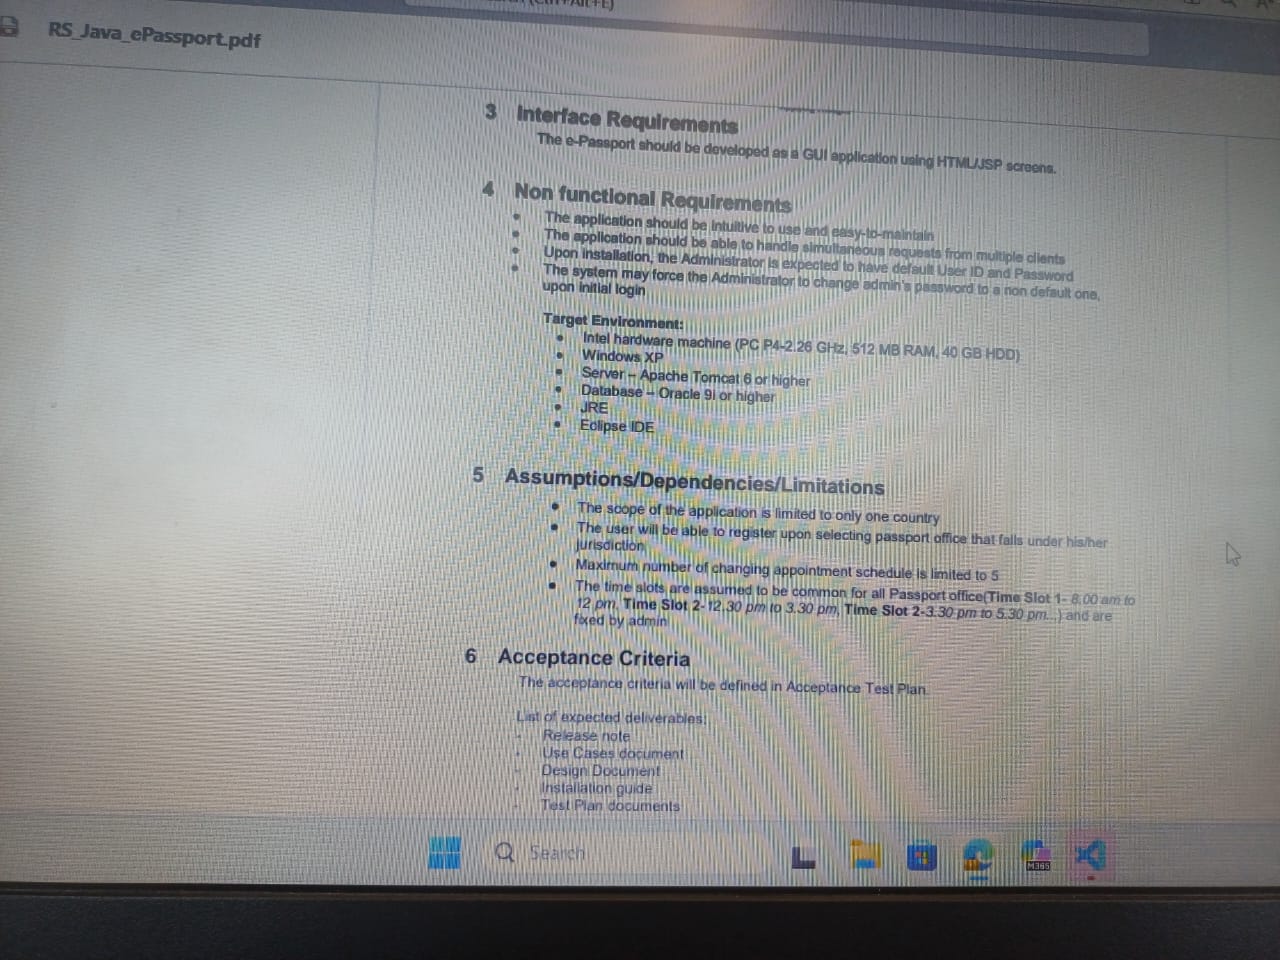 (Ctrl+Alt+E)
RS_Java_ePassport.pdf
3 Interface Requirements
The e-Passport should be developed as a GUI application using HTML/JSP screens.
4 Non functional Requirements
• The application should be intuitive to use and easy-to-maintain
• The application should be able to handle simultaneous requests from multiple clients
• Upon installation, the Administrator is expected to have default User ID and Password
• The system may force the Administrator to change admin's password to a non default one,
upon initial login
Target Environment:
• Intel hardware machine (PC P4-2.26 GHz, 512 MB RAM, 40 GB HDD)
• Windows XP
• Server – Apache Tomcat 6 or higher
• Database – Oracle 9i or higher
• JRE
• Eclipse IDE
5 Assumptions/Dependencies/Limitations
• The scope of the application is limited to only one country
• The user will be able to register upon selecting passport office that falls under his/her
jurisdiction
• Maximum number of changing appointment schedule is limited to 5
• The time slots are assumed to be common for all Passport office(Time Slot 1- 8.00 am to
12 pm, Time Slot 2-12.30 pm to 3.30 pm, Time Slot 2-3.30 pm to 5.30 pm...) and are
fixed by admin
6 Acceptance Criteria
The acceptance criteria will be defined in Acceptance Test Plan.
List of expected deliverables:
- Release note
- Use Cases document
- Design Document
- Installation guide
- Test Plan documents
Search
M365